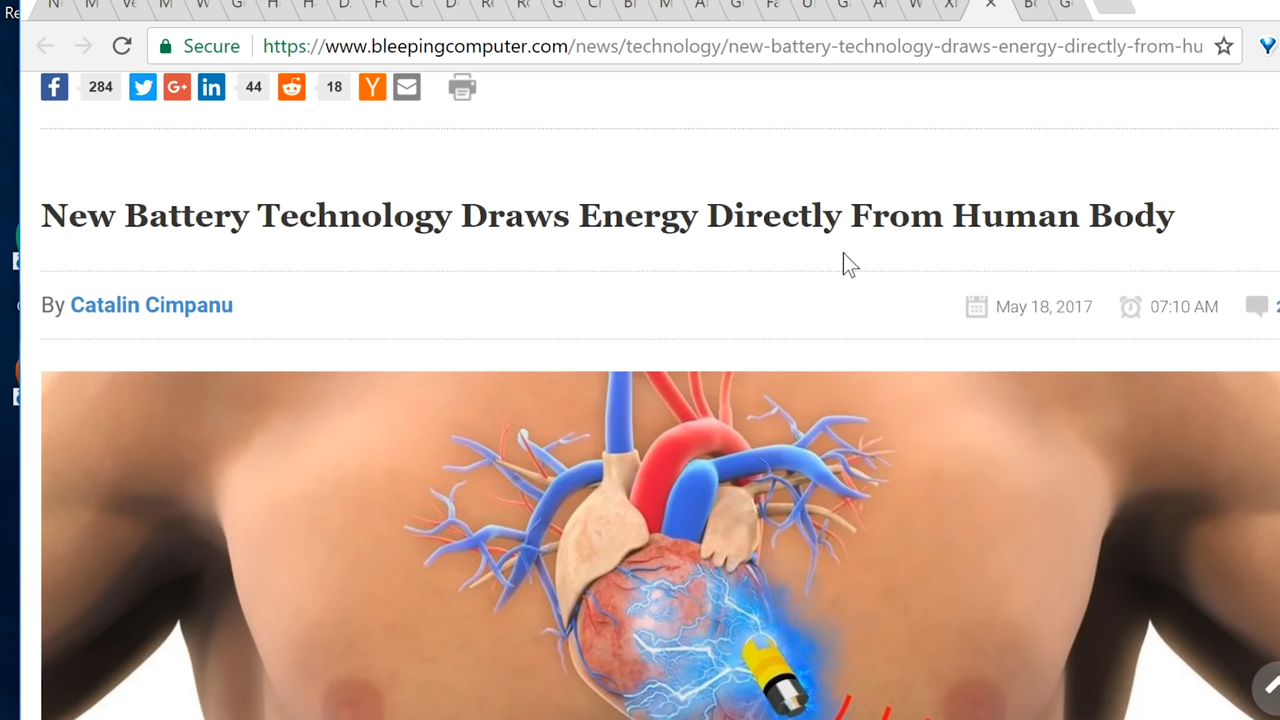 Secure https://www.bleepingcomputer.com/news/technology/new-battery-technology-draws-energy-directly-from-hu
284 44 18
New Battery Technology Draws Energy Directly From Human Body
By Catalin Cimpanu May 18, 2017 07:10 AM